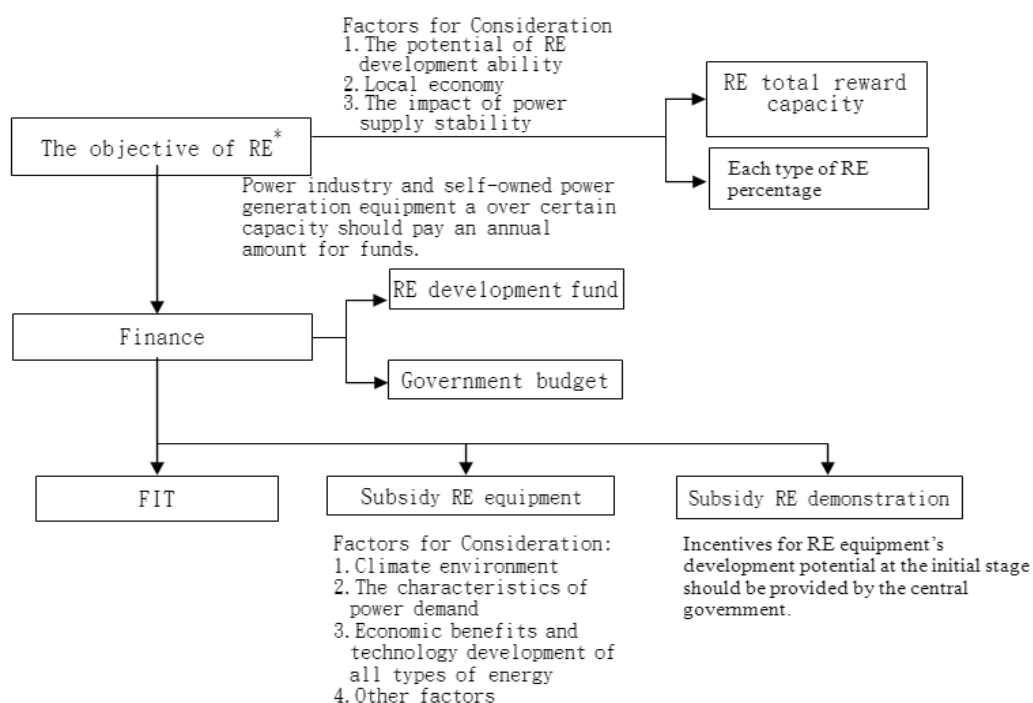 Factors for Consideration
1. The potential of RE
development ability
2. Local economy
3. The impact of power
supply stability
RE total reward
capacity
The objective of RE*
Each type of RE
percentage
Power industry and self-owned power
generation equipment a over certain
capacity should pay an annual
amount for funds.
RE development fund
Finance
Government budget
FIT
Subsidy RE equipment
Subsidy RE demonstration
Factors for Consideration:
1. Climate environment
2. The characteristics of
power demand
3. Economic benefits and
technology development of
all types of energy
4. Other factors
Incentives for RE equipment’s
development potential at the initial stage
should be provided by the central
government.